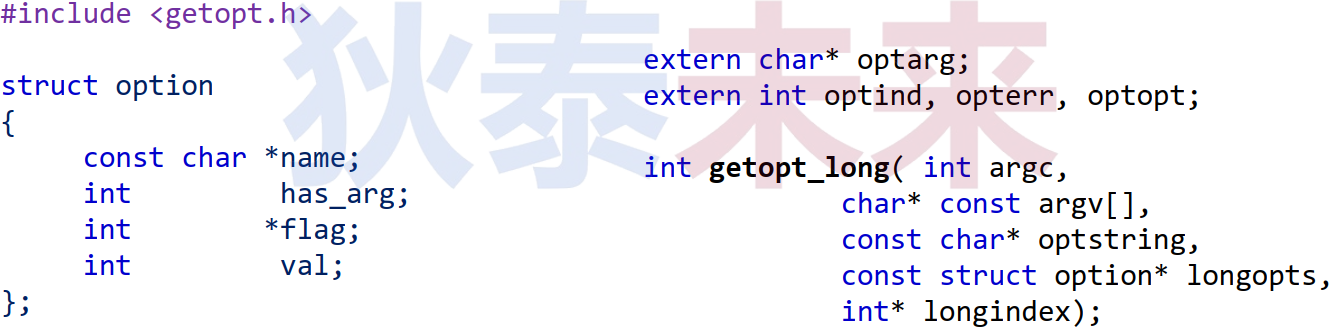 #include <getopt.h>
struct option
{
const char *name;
int has_arg;
int *flag;
int val;
};
extern char* optarg;
extern int optind, opterr, optopt;
int getopt_long( int argc,
char* const argv[],
const char* optstring,
const struct option* longopts,
int* longindex);
狄泰未来